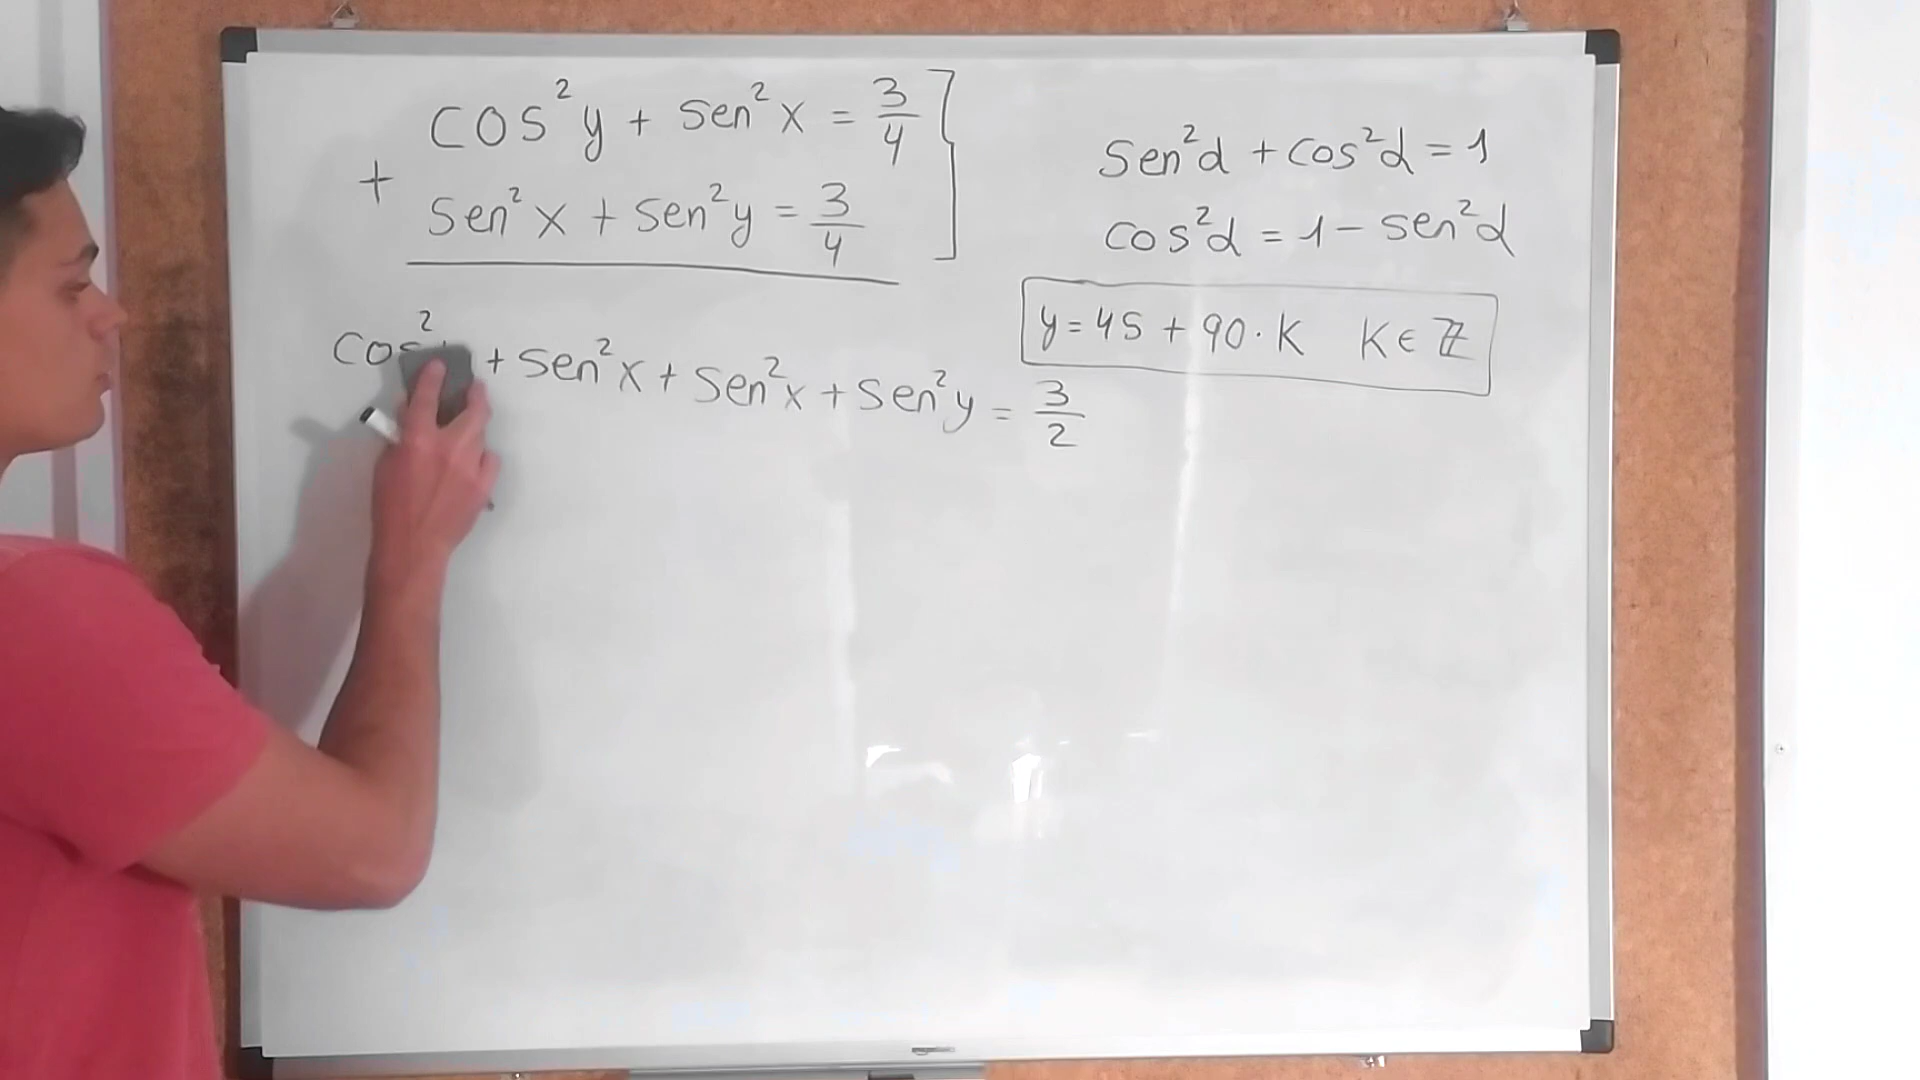 cos²y + sen²x = 3/4
+
sen²x + sen²y = 3/4
cos² + sen²x + sen²x + sen²y = 3/2
sen²α + cos²α = 1
cos²α = 1 - sen²α
y = 45 + 90·K K ∈ ℤ